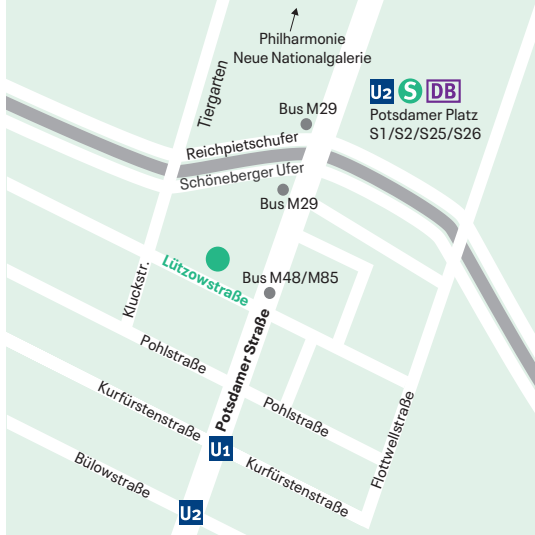 Philharmonie
Neue Nationalgalerie
U2 S DB
Potsdamer Platz
S1/S2/S25/S26
Tiergarten
Bus M29
Reichpietschufer
Schöneberger Ufer
Bus M29
Lützowstraße
Kluckstr.
Bus M48/M85
Potsdamer Straße
Pohlstraße
Pohlstraße
Flottwellstraße
Kurfürstenstraße
U1
Kurfürstenstraße
Bülowstraße
U2